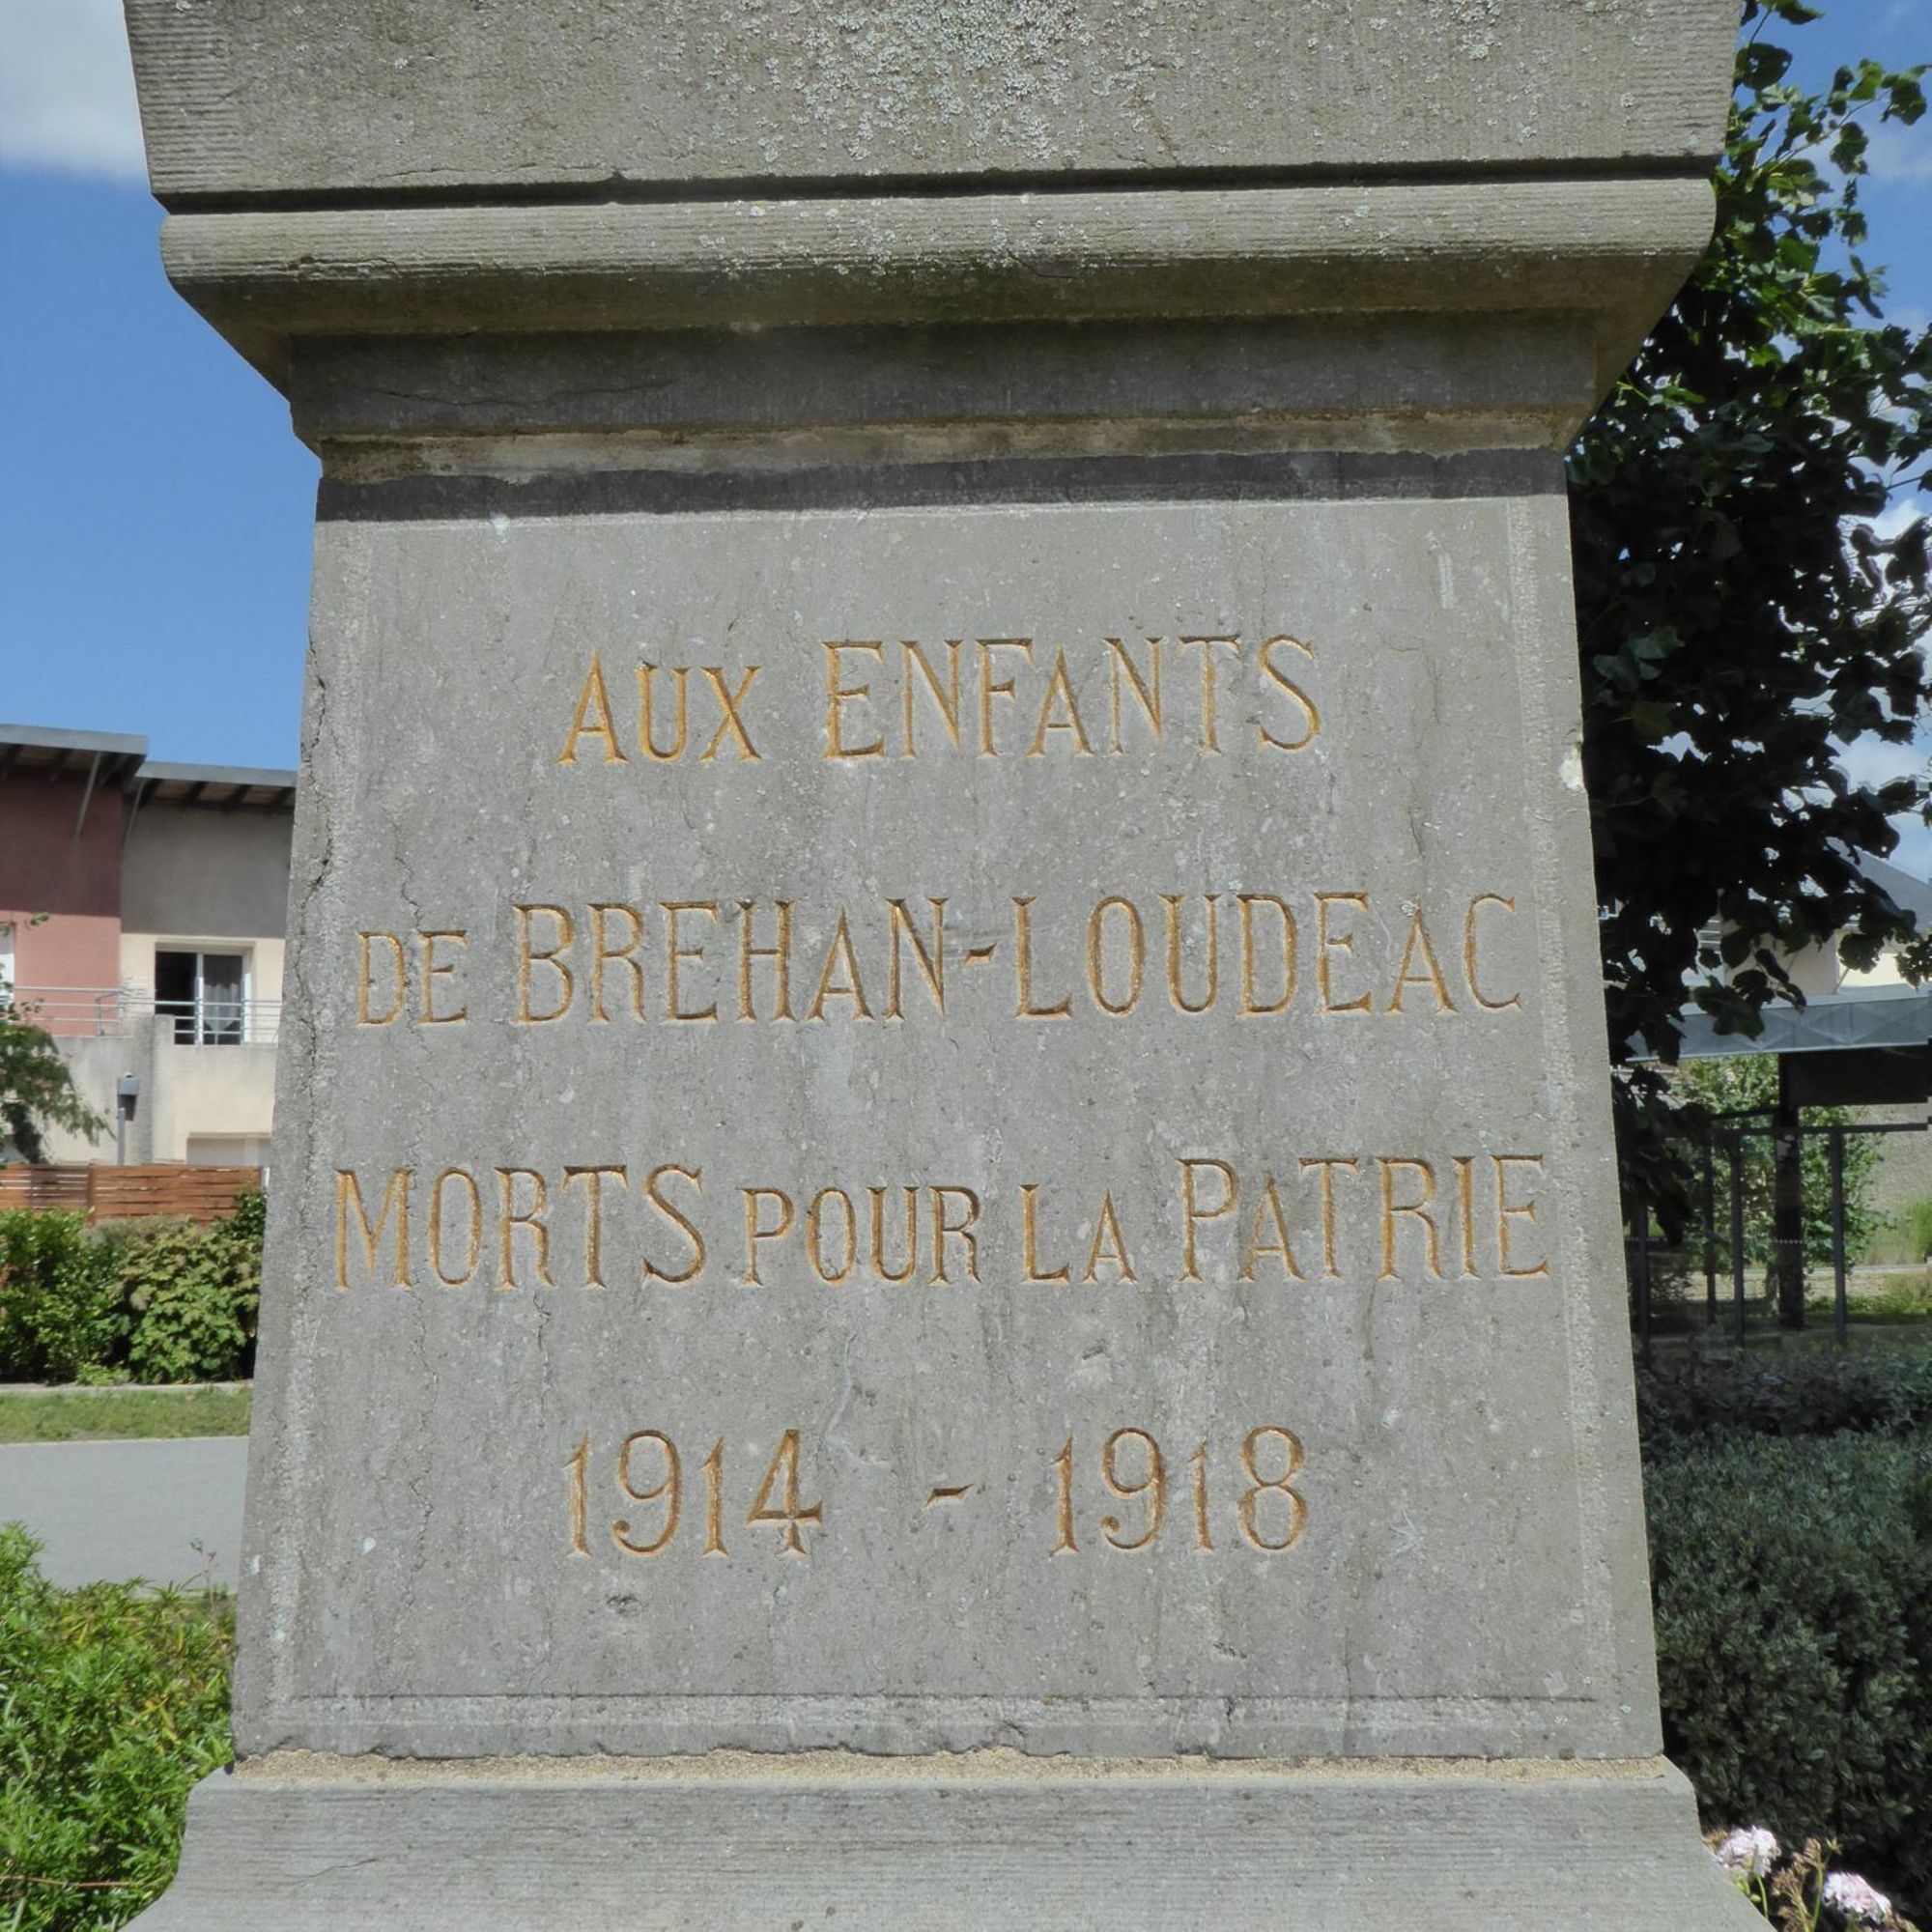 AUX ENFANTS
DE BREHAN-LOUDEAC
MORTS POUR LA PATRIE
1914 - 1918